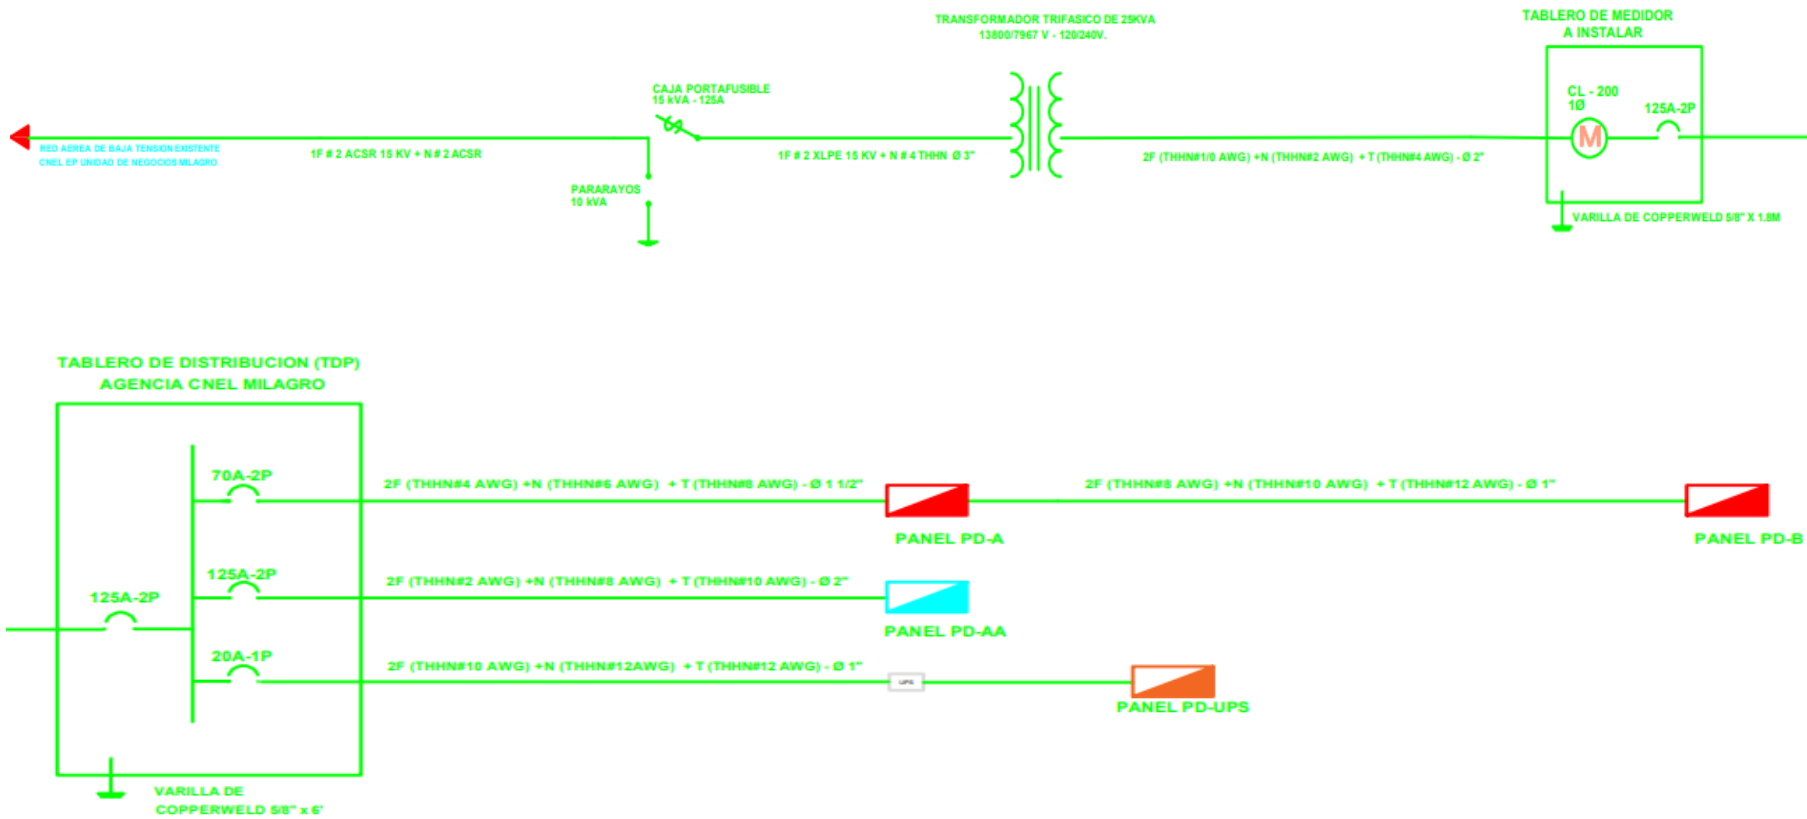 TRANSFORMADOR TRIFASICO DE 25KVA
13800/7967 V - 120/240V.
TABLERO DE MEDIDOR
A INSTALAR
CAJA PORTAFUSIBLE
15 kVA - 125A
CL - 200
1Ø
125A-2P
M
RED AEREA DE BAJA TENSION EXISTENTE
CNEL EP UNIDAD DE NEGOCIOS MILAGRO
1F # 2 ACSR 15 KV + N # 2 ACSR
1F # 2 XLPE 15 KV + N # 4 THHN Ø 3"
2F (THHN#1/0 AWG) +N (THHN#2 AWG) + T (THHN#4 AWG) - Ø 2"
PARARAYOS
10 kVA
VARILLA DE COPPERWELD 5/8" X 1.8M
TABLERO DE DISTRIBUCION (TDP)
AGENCIA CNEL MILAGRO
70A-2P
2F (THHN#4 AWG) +N (THHN#6 AWG) + T (THHN#8 AWG) - Ø 1 1/2"
2F (THHN#8 AWG) +N (THHN#10 AWG) + T (THHN#12 AWG) - Ø 1"
PANEL PD-A
PANEL PD-B
125A-2P
2F (THHN#2 AWG) +N (THHN#8 AWG) + T (THHN#10 AWG) - Ø 2"
125A-2P
PANEL PD-AA
20A-1P
2F (THHN#10 AWG) +N (THHN#12AWG) + T (THHN#12 AWG) - Ø 1"
UPS
PANEL PD-UPS
VARILLA DE
COPPERWELD 5/8" x 6'